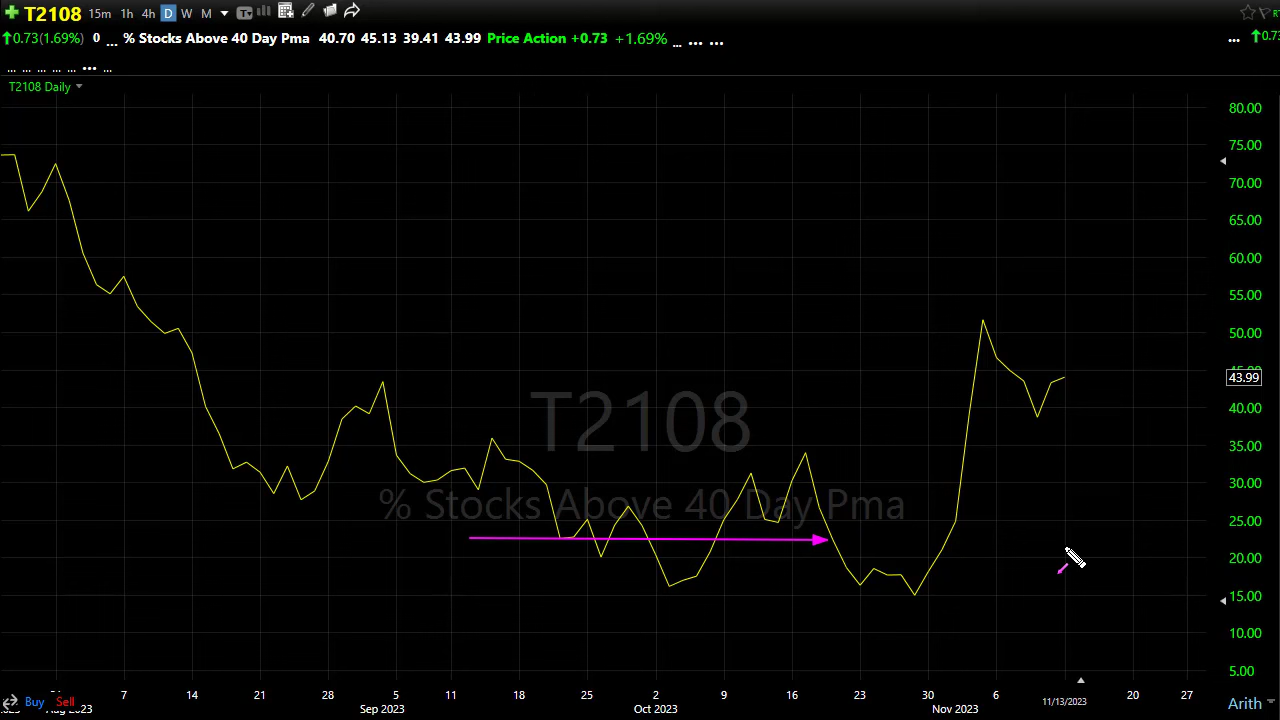 T2108 15m 1h 4h D W M
↑0.73(1.69%) 0 ... % Stocks Above 40 Day Pma 40.70 45.13 39.41 43.99 Price Action +0.73 +1.69% ... ... ... ... ↑0.73
... ... ... ... ... ... ...
T2108 Daily
80.00
75.00
70.00
65.00
60.00
55.00
50.00
43.99
40.00
35.00
30.00
25.00
20.00
15.00
10.00
5.00
T2108
% Stocks Above 40 Day Pma
7 14 21 28 5 11 18 25 2 9 16 23 30 6 11/13/2023 20 27
Buy Sell
Aug 2023 Sep 2023 Oct 2023 Nov 2023 Arith